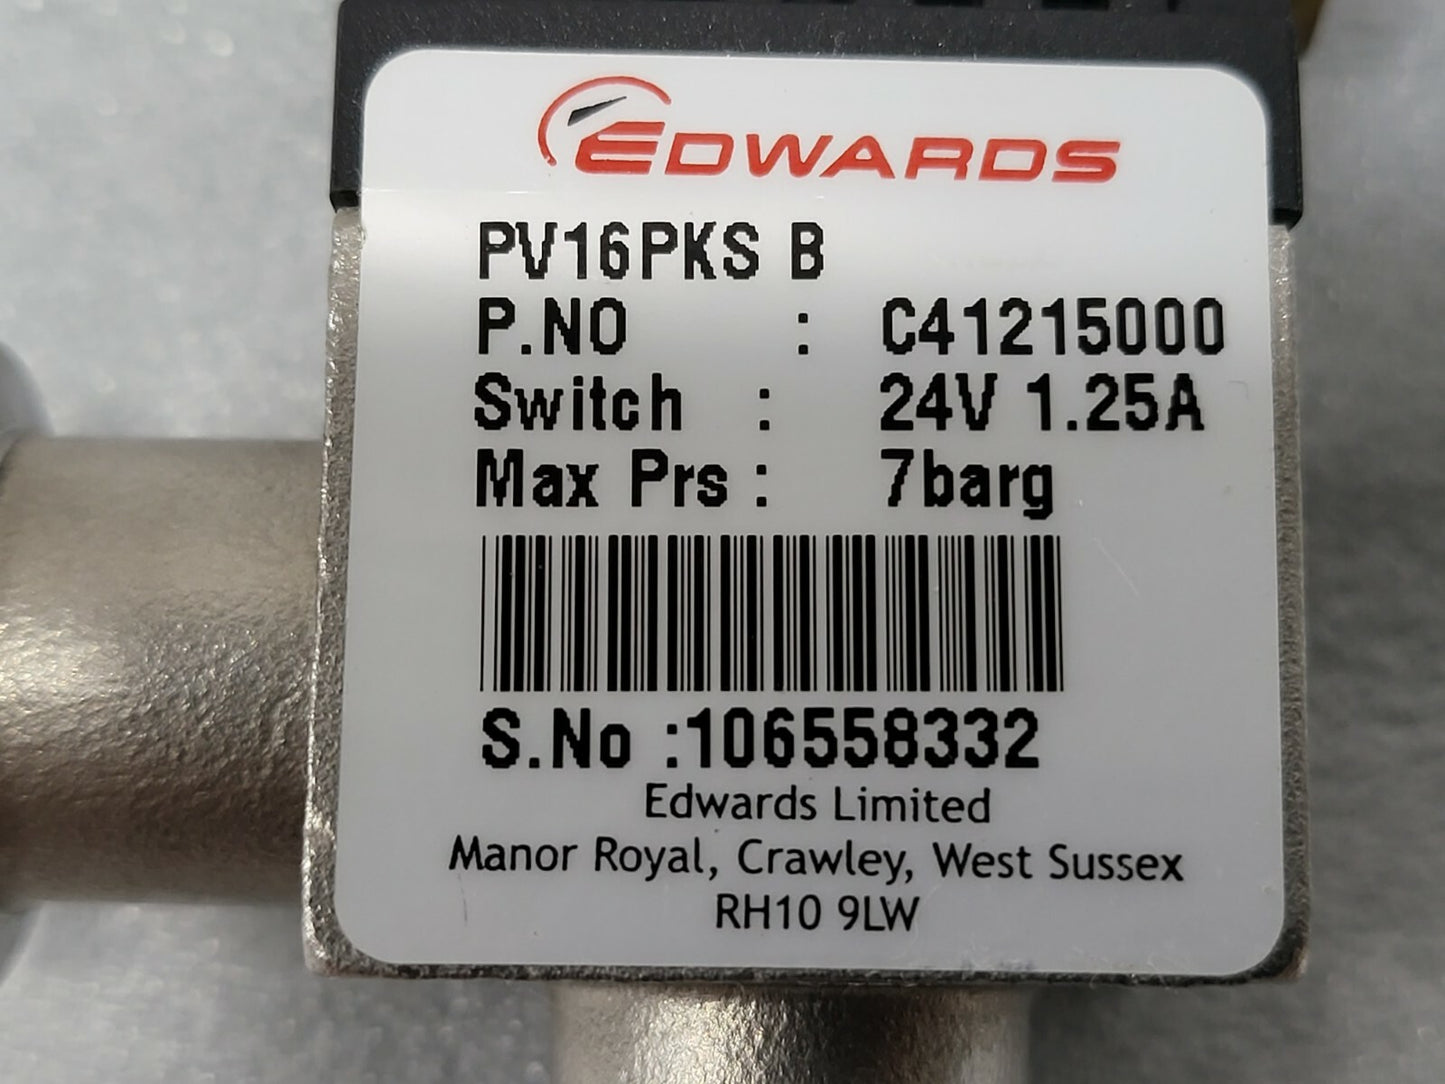 EDWARDS
PV16PKS B
P.NO : C41215000
Switch : 24V 1.25A
Max Prs : 7barg
S.No :106558332
Edwards Limited
Manor Royal, Crawley, West Sussex
RH10 9LW